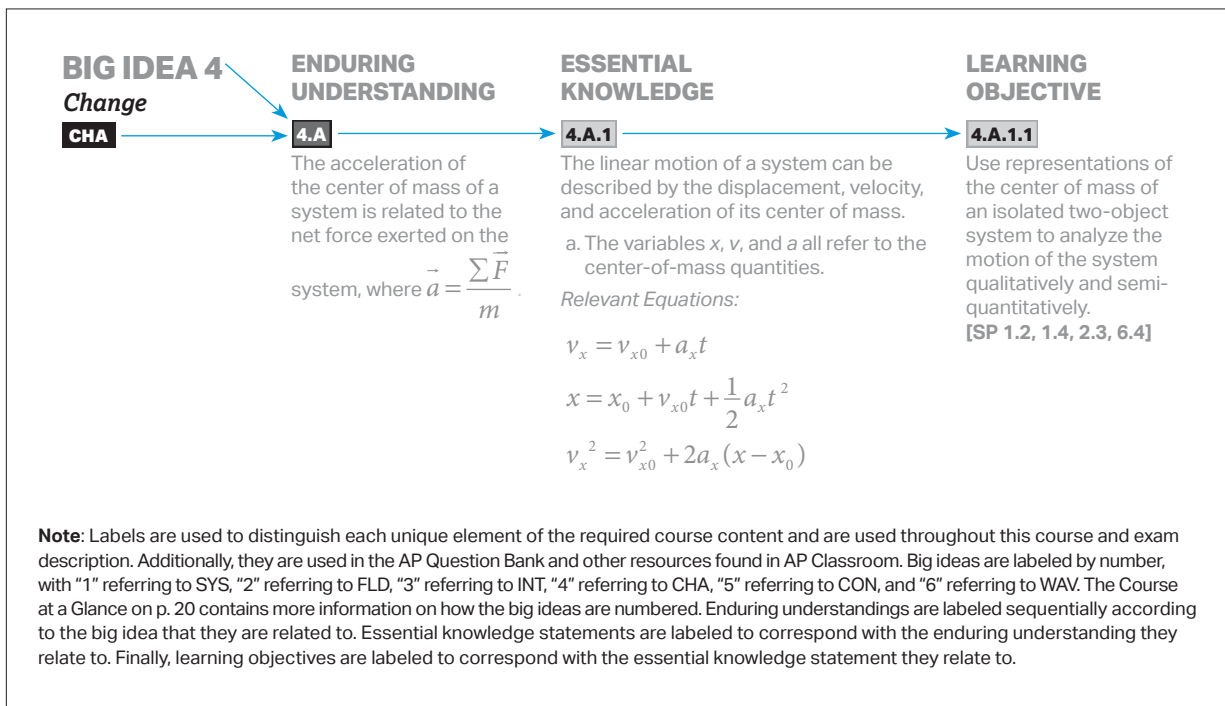 BIG IDEA 4
Change
CHA
ENDURING
UNDERSTANDING
4.A
The acceleration of
the center of mass of a
system is related to the
net force exerted on the
system, where \vec{a} = \frac{\sum \vec{F}}{m} .
ESSENTIAL
KNOWLEDGE
4.A.1
The linear motion of a system can be
described by the displacement, velocity,
and acceleration of its center of mass.
a. The variables x, v, and a all refer to the
center-of-mass quantities.
Relevant Equations:
v_x = v_{x0} + a_x t
x = x_0 + v_{x0}t + \frac{1}{2} a_x t^2
v_x^2 = v_{x0}^2 + 2a_x(x − x_0)
LEARNING
OBJECTIVE
4.A.1.1
Use representations of
the center of mass of
an isolated two-object
system to analyze the
motion of the system
qualitatively and semi-
quantitatively.
[SP 1.2, 1.4, 2.3, 6.4]
Note: Labels are used to distinguish each unique element of the required course content and are used throughout this course and exam
description. Additionally, they are used in the AP Question Bank and other resources found in AP Classroom. Big ideas are labeled by number,
with “1” referring to SYS, “2” referring to FLD, “3” referring to INT, “4” referring to CHA, “5” referring to CON, and “6” referring to WAV. The Course
at a Glance on p. 20 contains more information on how the big ideas are numbered. Enduring understandings are labeled sequentially according
to the big idea that they are related to. Essential knowledge statements are labeled to correspond with the enduring understanding they
relate to. Finally, learning objectives are labeled to correspond with the essential knowledge statement they relate to.